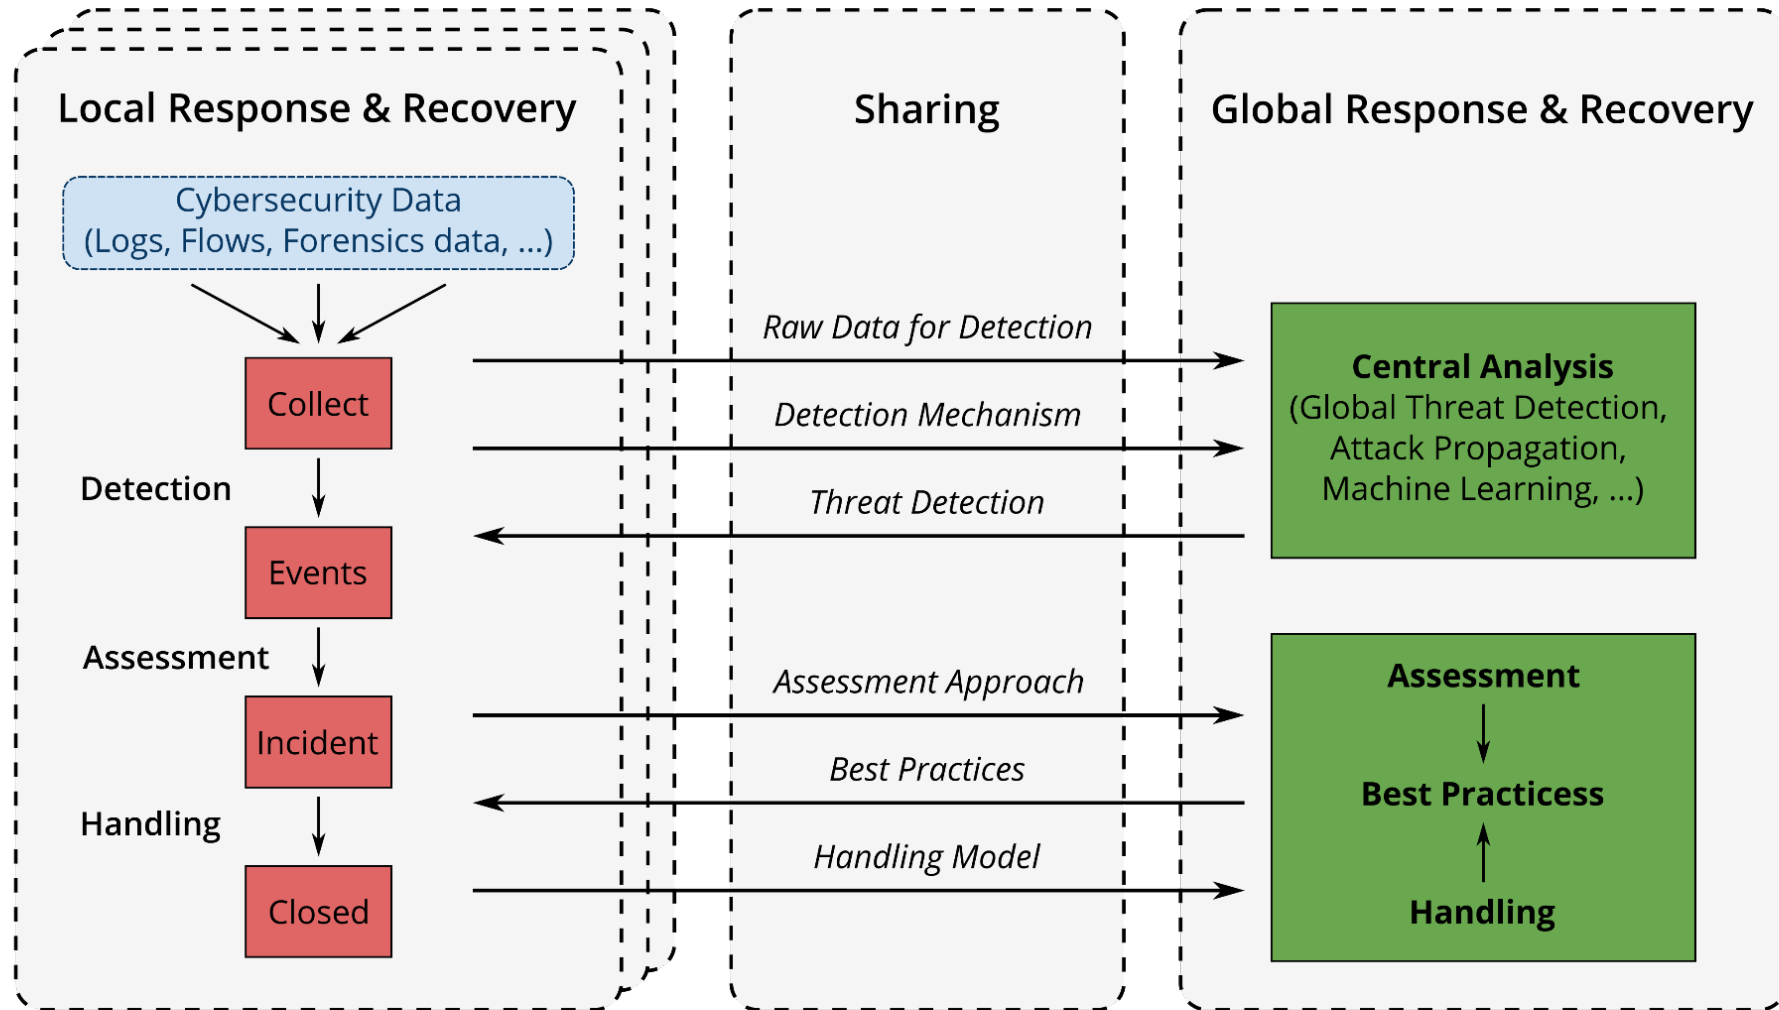 Local Response & Recovery
Cybersecurity Data
(Logs, Flows, Forensics data, ...)
Collect
Detection
Events
Assessment
Incident
Handling
Closed
Sharing
Raw Data for Detection
Detection Mechanism
Threat Detection
Assessment Approach
Best Practices
Handling Model
Global Response & Recovery
Central Analysis
(Global Threat Detection,
Attack Propagation,
Machine Learning, ...)
Assessment
Best Practicess
Handling